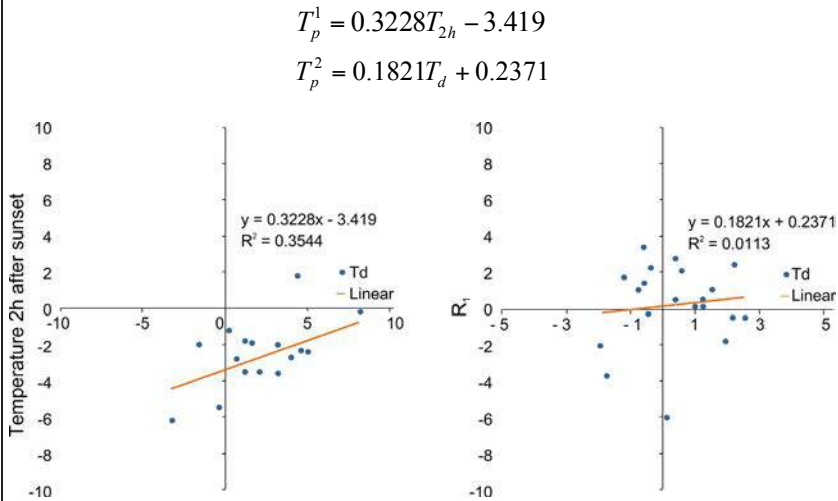 T_p^1 = 0.3228T_{2h} − 3.419
T_p^2 = 0.1821T_d + 0.2371
Temperature 2h after sunset
10
8
6
4
2
0
-2
-4
-6
-8
-10
-10
-5
0
5
10
y = 0.3228x - 3.419
R² = 0.3544
Td
Linear
R₁
10
8
6
4
2
0
-2
-4
-6
-8
-10
-5
-3
-1
1
3
5
y = 0.1821x + 0.2371
R² = 0.0113
Td
Linear